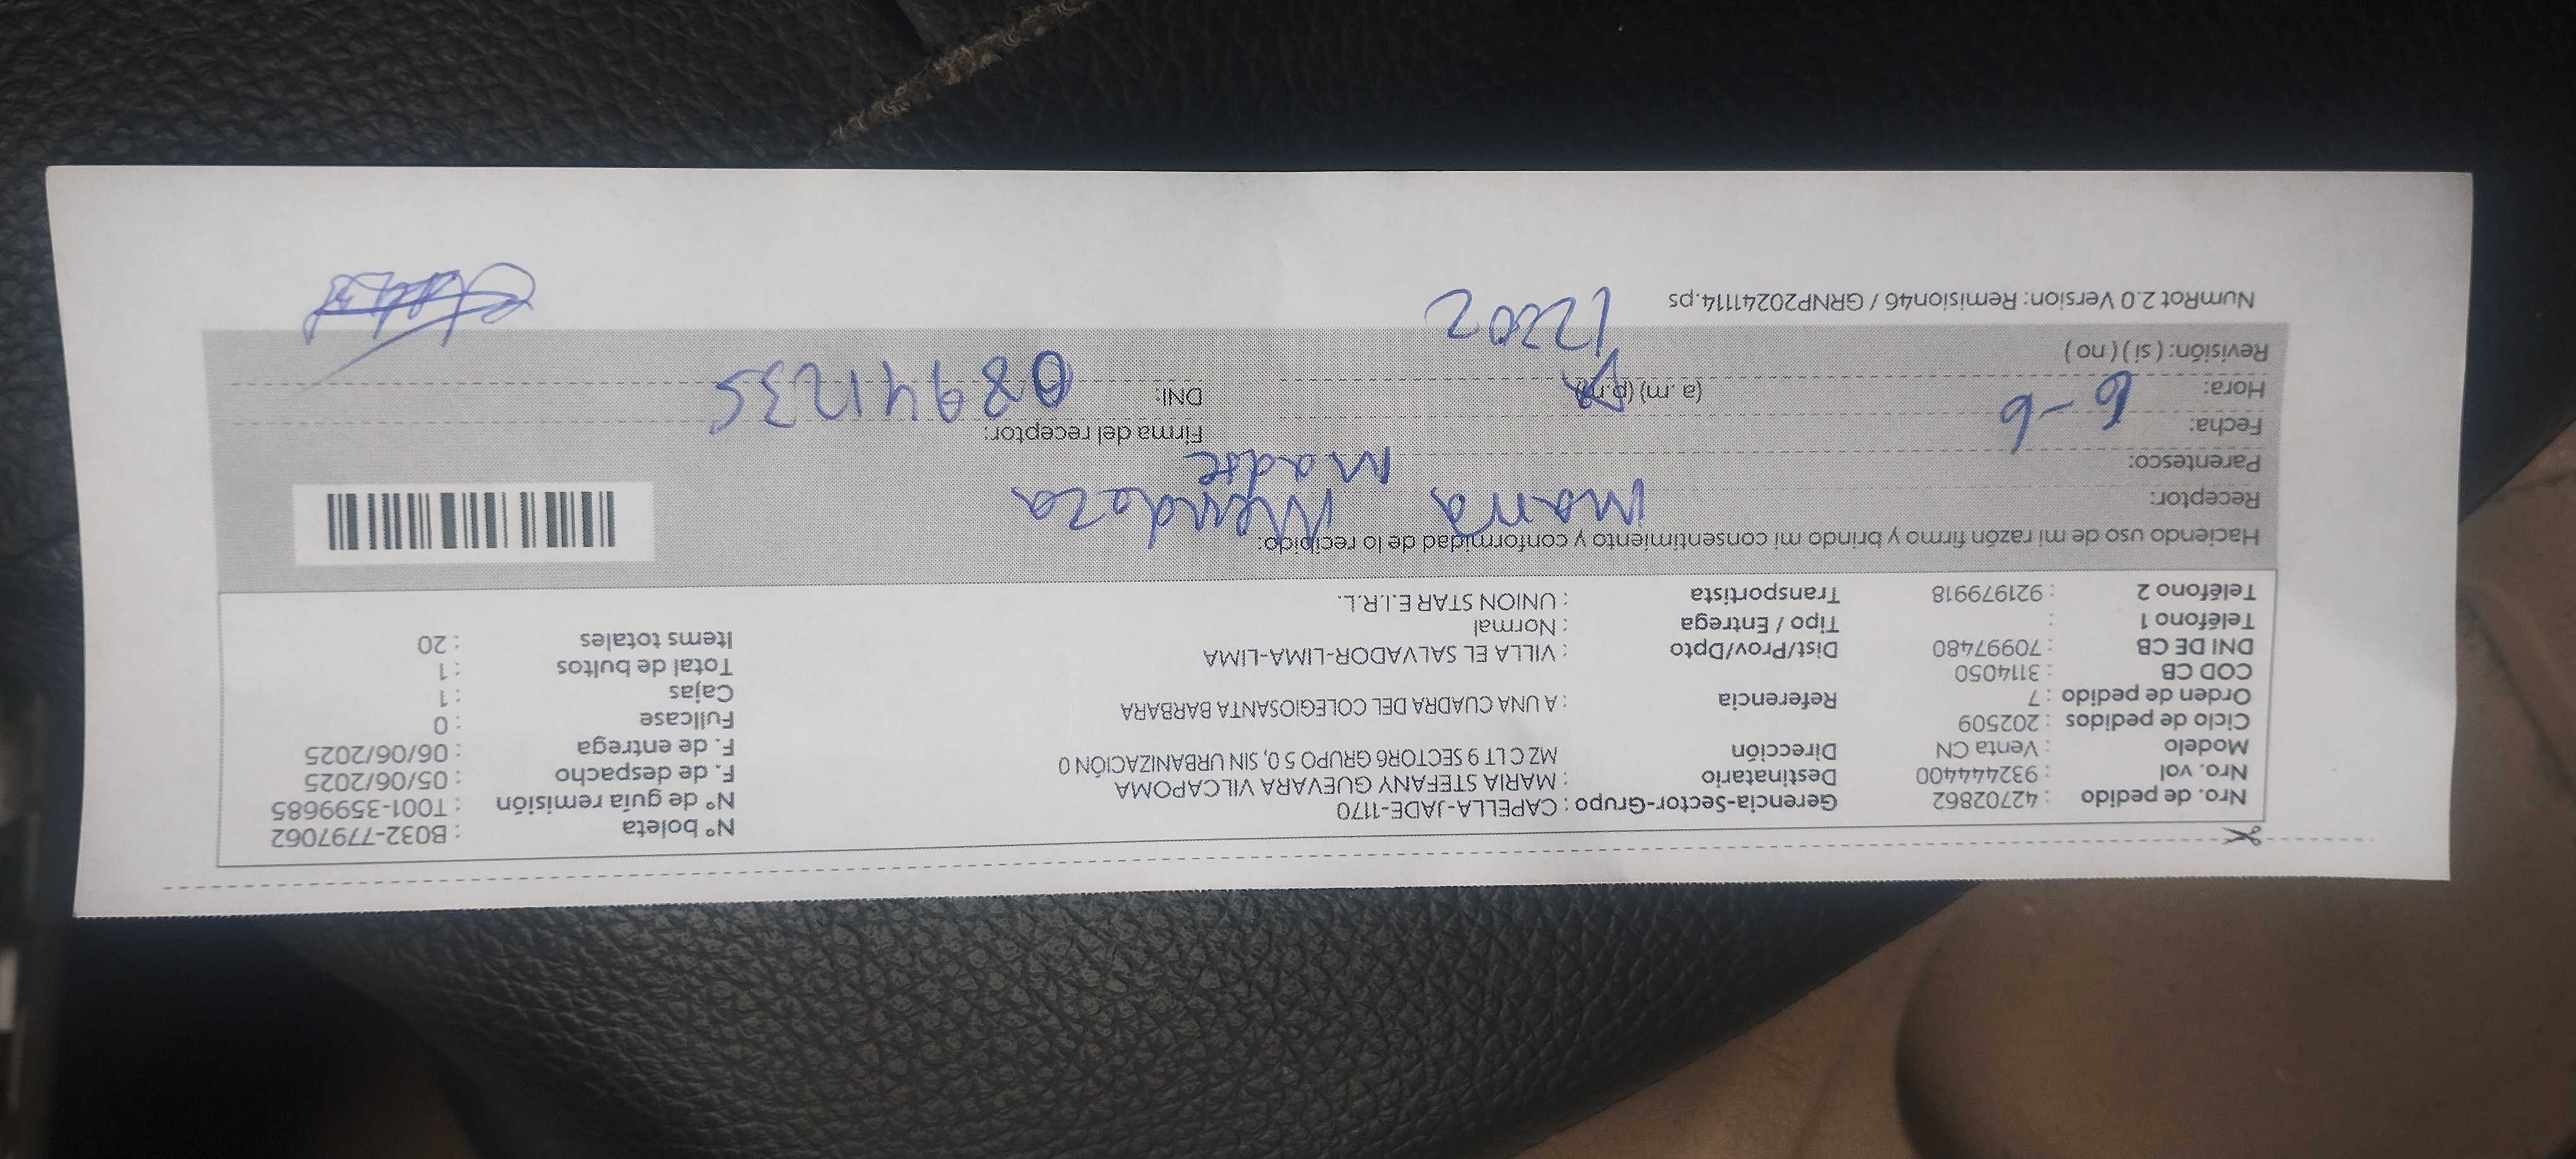 Nro. de pedido : 42702862 Gerencia-Sector-Grupo : CAPELLA-JADE-1170 N° boleta : B032-7797062
Nro. vol : 93244400 Destinatario : MARIA STEFANY GUEVARA VILCAPOMA N° de guía remisión : T001-3599685
Modelo : Venta CN Dirección MZ C LT 9 SECTOR6 GRUPO 5 0, SIN URBANIZACIÓN 0 F. de despacho : 05/06/2025
Ciclo de pedidos : 202509 F. de entrega : 06/06/2025
Orden de pedido : 7 Referencia : A UNA CUADRA DEL COLEGIOSANTA BARBARA Fullcase : 0
COD CB : 3114050 Cajas : 1
DNI DE CB : 70997480 Dist/Prov/Dpto : VILLA EL SALVADOR-LIMA-LIMA Total de bultos : 1
Teléfono 1 : Tipo / Entrega : Normal Items totales : 20
Teléfono 2 : 921979918 Transportista : UNION STAR E.I.R.L.
Haciendo uso de mi razón firmo y brindo mi consentimiento y conformidad de lo recibido:
Receptor: Maria Mendoza
Parentesco: Madre
Fecha: 6-6 Firma del receptor:
Hora: (a. m) (p.m) DNI: 08941235
Revisión: ( si ) ( no )
NumRot 2.0 Version: Remision46 / GRNP20241114.ps